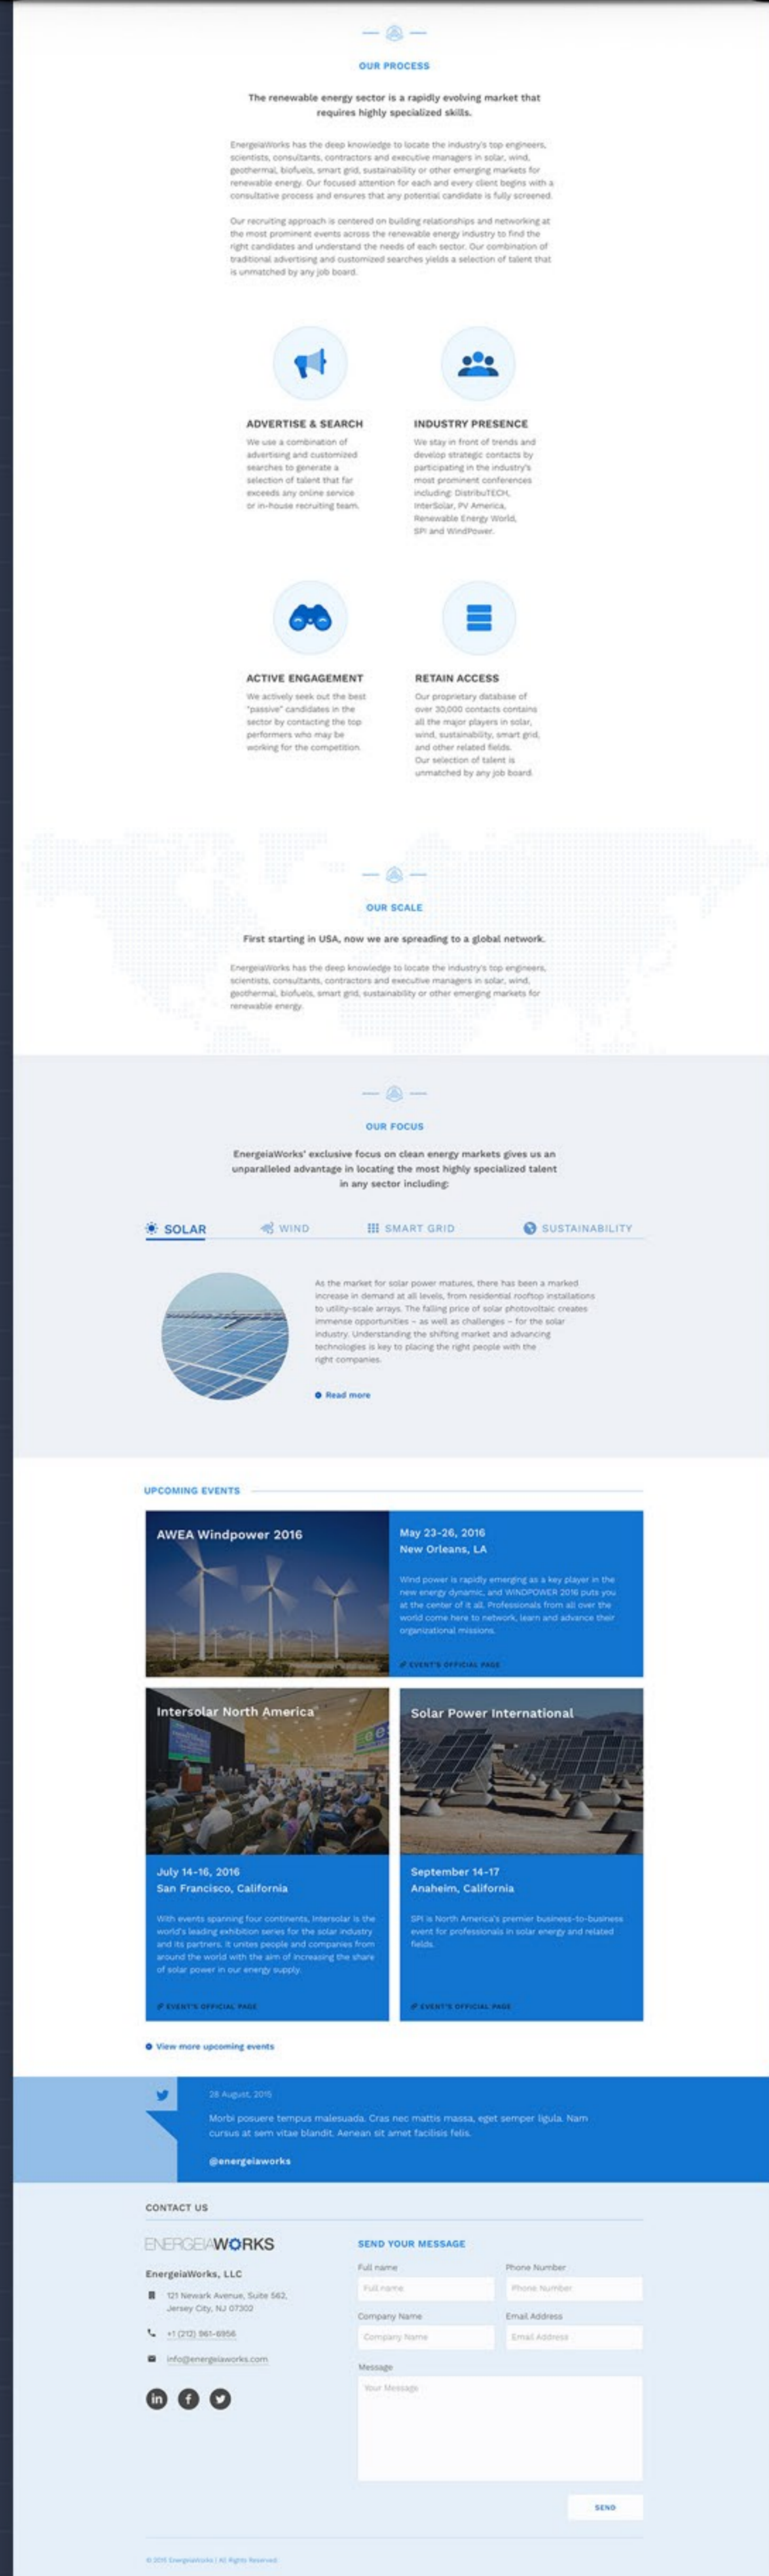 OUR PROCESS
The renewable energy sector is a rapidly evolving market that
requires highly specialized skills.
EnergeiaWorks has the deep knowledge to locate the industry's top engineers,
scientists, consultants, contractors and executive managers in solar, wind,
geothermal, biofuels, smart grid, sustainability or other emerging markets for
renewable energy. Our focused attention for each and every client begins with a
consultative process and ensures that any potential candidate is fully screened.
Our recruiting approach is centered on building relationships and networking at
the most prominent events across the renewable energy industry to find the
right candidates and understand the needs of each sector. Our combination of
traditional advertising and customized searches yields a selection of talent that
is unmatched by any job board.
ADVERTISE & SEARCH
We use a combination of
advertising and customized
searches to generate a
selection of talent that far
exceeds any online service
or in-house recruiting team.
INDUSTRY PRESENCE
We stay in front of trends and
develop strategic contacts by
participating in the industry's
most prominent conferences
including: DistribuTECH,
InterSolar, PV America,
Renewable Energy World,
SPI and WindPower.
ACTIVE ENGAGEMENT
We actively seek out the best
"passive" candidates in the
sector by contacting the top
performers who may be
working for the competition.
RETAIN ACCESS
Our proprietary database of
over 30,000 contacts contains
all the major players in solar,
wind, sustainability, smart grid,
and other related fields.
Our selection of talent is
unmatched by any job board.
OUR SCALE
First starting in USA, now we are spreading to a global network.
EnergeiaWorks has the deep knowledge to locate the industry's top engineers,
scientists, consultants, contractors and executive managers in solar, wind,
geothermal, biofuels, smart grid, sustainability or other emerging markets for
renewable energy.
OUR FOCUS
EnergeiaWorks' exclusive focus on clean energy markets gives us an
unparalleled advantage in locating the most highly specialized talent
in any sector including:
SOLAR WIND SMART GRID SUSTAINABILITY
As the market for solar power matures, there has been a marked
increase in demand at all levels, from residential rooftop installations
to utility-scale arrays. The falling price of solar photovoltaic creates
immense opportunities – as well as challenges – for the solar
industry. Understanding the shifting market and advancing
technologies is key to placing the right people with the
right companies.
Read more
UPCOMING EVENTS
AWEA Windpower 2016
May 23-26, 2016
New Orleans, LA
Wind power is rapidly emerging as a key player in the
new energy dynamic, and WINDPOWER 2016 puts you
at the center of it all. Professionals from all over the
world come here to network, learn and advance their
organizational missions.
EVENT'S OFFICIAL PAGE
Intersolar North America
ees
July 14-16, 2016
San Francisco, California
With events spanning four continents, Intersolar is the
world's leading exhibition series for the solar industry
and its partners. It unites people and companies from
around the world with the aim of increasing the share
of solar power in our energy supply.
EVENT'S OFFICIAL PAGE
Solar Power International
September 14-17
Anaheim, California
SPI is North America's premier business-to-business
event for professionals in solar energy and related
fields.
EVENT'S OFFICIAL PAGE
View more upcoming events
28 August, 2015
Morbi posuere tempus malesuada. Cras nec mattis massa, eget semper ligula. Nam
cursus at sem vitae blandit. Aenean sit amet facilisis felis.
@energeiaworks
CONTACT US
ENERGEIAWORKS
EnergeiaWorks, LLC
121 Newark Avenue, Suite 562,
Jersey City, NJ 07302
+1 (212) 961-6956
info@energeiaworks.com
in f
SEND YOUR MESSAGE
Full name
Full name
Phone Number
Phone Number
Company Name
Company Name
Email Address
Email Address
Message
Your Message
SEND
© 2015 EnergeiaWorks | All Rights Reserved